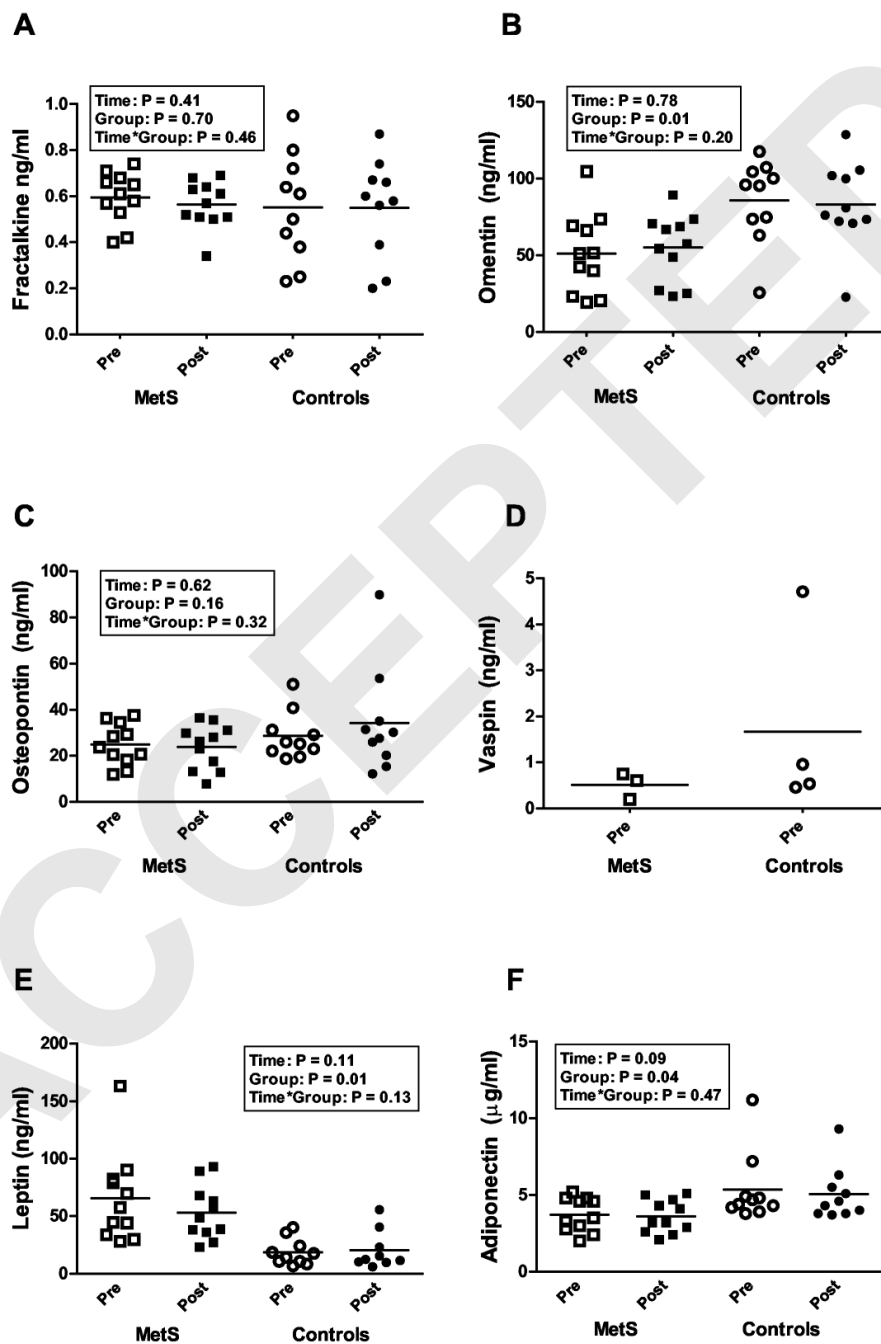 A
Time: P = 0.41
Group: P = 0.70
Time*Group: P = 0.46
Fractalkine ng/ml)
1.0
0.8
0.6
0.4
0.2
0.0
Pre
Post
Pre
Post
MetS
Controls
B
Time: P = 0.78
Group: P = 0.01
Time*Group: P = 0.20
Omentin (ng/ml)
150
100
50
0
Pre
Post
Pre
Post
MetS
Controls
C
Time: P = 0.62
Group: P = 0.16
Time*Group: P = 0.32
Osteopontin (ng/ml)
100
80
60
40
20
0
Pre
Post
Pre
Post
MetS
Controls
D
Vaspin (ng/ml)
5
4
3
2
1
0
Pre
Pre
MetS
Controls
E
Time: P = 0.11
Group: P = 0.01
Time*Group: P = 0.13
Leptin (ng/ml)
200
150
100
50
0
Pre
Post
Pre
Post
MetS
Controls
F
Time: P = 0.09
Group: P = 0.04
Time*Group: P = 0.47
Adiponectin (μg/ml)
15
10
5
0
Pre
Post
Pre
Post
MetS
Controls
ACCEPTED